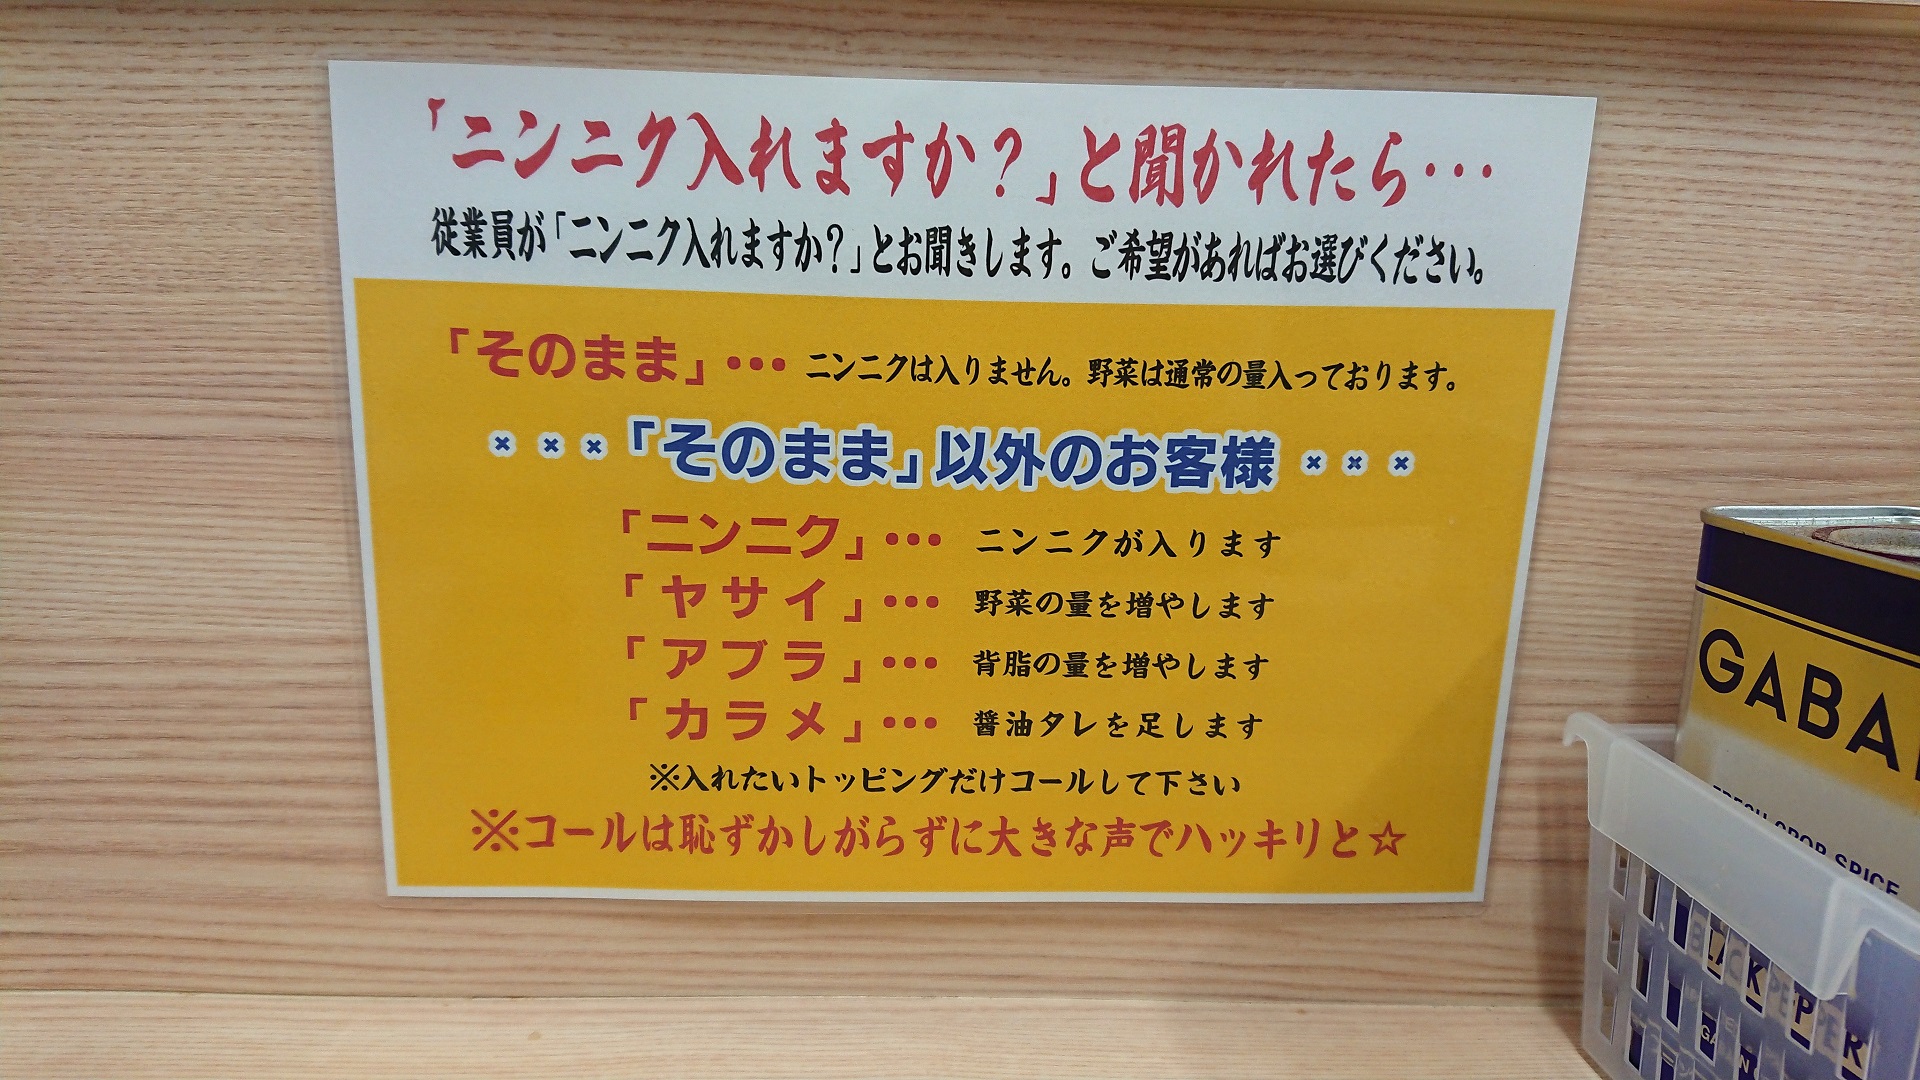 「ニンニク入れますか？」と聞かれたら・・・
従業員が「ニンニク入れますか？」とお聞きします。ご希望があればお選びください。
「そのまま」・・・ ニンニクは入りません。野菜は通常の量入っております。
× × ×「そのまま」以外のお客様 × × ×
「ニンニク」・・・ ニンニクが入ります
「ヤサイ」・・・ 野菜の量を増やします
「アブラ」・・・ 背脂の量を増やします
「カラメ」・・・ 醤油タレを足します
※入れたいトッピングだけコールして下さい
※コールは恥ずかしがらずに大きな声でハッキリと☆
GABA
SPICE